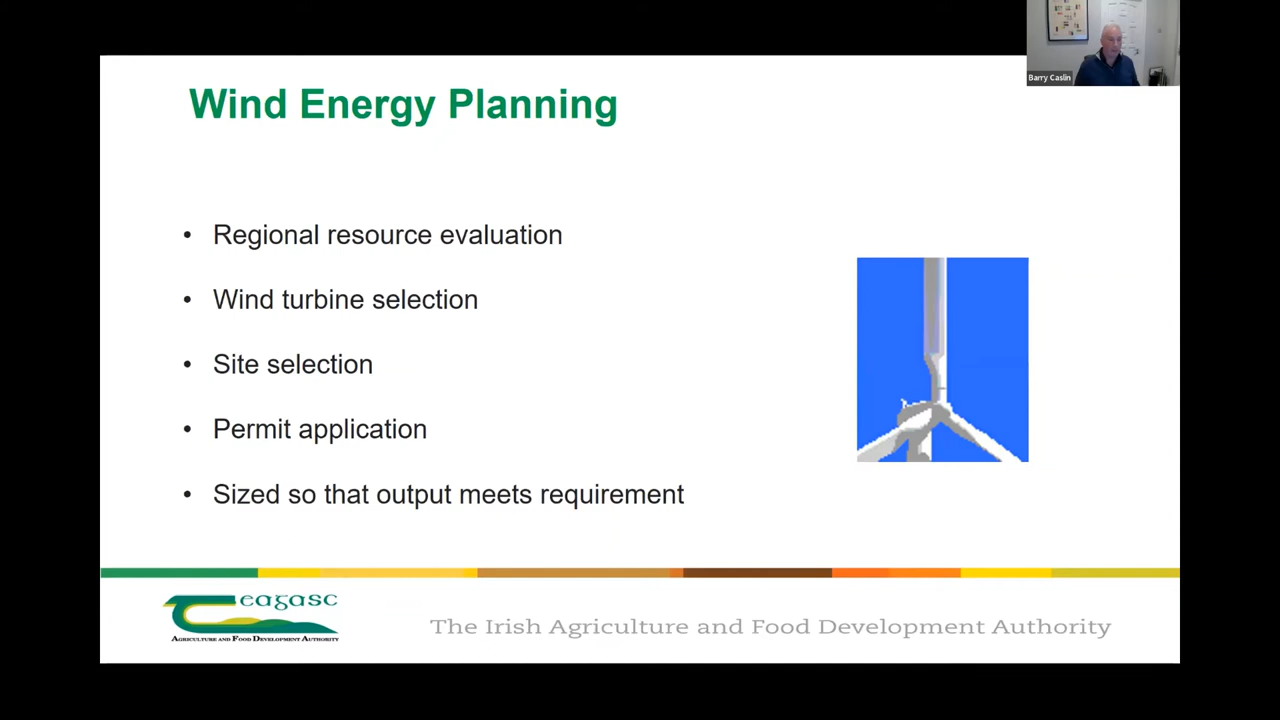 Barry Caslin
Wind Energy Planning
• Regional resource evaluation
• Wind turbine selection
• Site selection
• Permit application
• Sized so that output meets requirement
Teagasc
AGRICULTURE AND FOOD DEVELOPMENT AUTHORITY
The Irish Agriculture and Food Development Authority